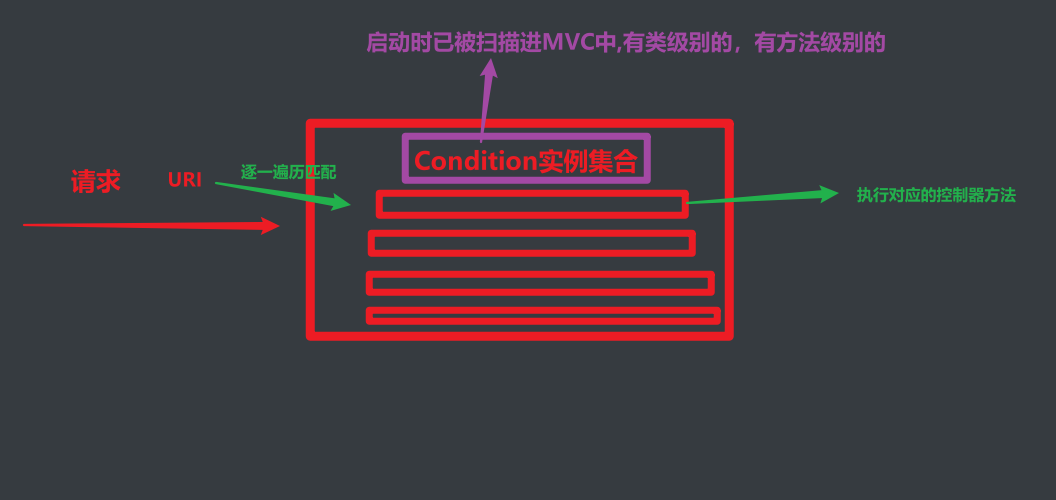 启动时已被扫描进MVC中,有类级别的，有方法级别的
Condition实例集合
请求
URI
逐一遍历匹配
执行对应的控制器方法